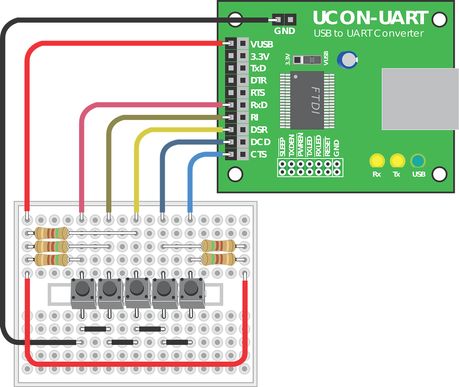 UCON-UART
USB to UART Converter
GND
VUSB
3.3V
TxD
DTR
RTS
RxD
RI
DSR
DCD
CTS
3.3V
VUSB
FTDI
SLEEP
TXDEN
PWREN
TXLED
RXLED
RESET
GND
Rx
Tx
USB